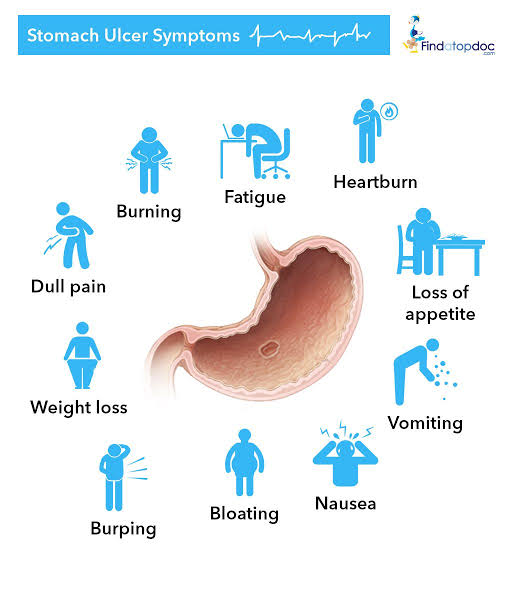 Stomach Ulcer Symptoms
Findatopdoc
.com
Burning
Fatigue
Heartburn
Dull pain
Loss of
appetite
Weight loss
Vomiting
Burping
Bloating
Nausea